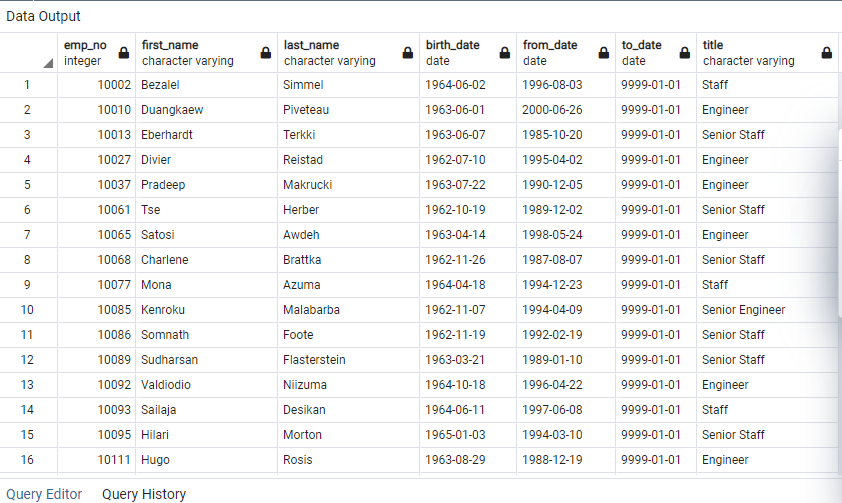 Data Output
emp_no first_name last_name birth_date from_date to_date title
integer character varying character varying date date date character varying
1 10002 Bezalel Simmel 1964-06-02 1996-08-03 9999-01-01 Staff
2 10010 Duangkaew Piveteau 1963-06-01 2000-06-26 9999-01-01 Engineer
3 10013 Eberhardt Terkki 1963-06-07 1985-10-20 9999-01-01 Senior Staff
4 10027 Divier Reistad 1962-07-10 1995-04-02 9999-01-01 Engineer
5 10037 Pradeep Makrucki 1963-07-22 1990-12-05 9999-01-01 Engineer
6 10061 Tse Herber 1962-10-19 1989-12-02 9999-01-01 Senior Staff
7 10065 Satosi Awdeh 1963-04-14 1998-05-24 9999-01-01 Engineer
8 10068 Charlene Brattka 1962-11-26 1987-08-07 9999-01-01 Senior Staff
9 10077 Mona Azuma 1964-04-18 1994-12-23 9999-01-01 Staff
10 10085 Kenroku Malabarba 1962-11-07 1994-04-09 9999-01-01 Senior Engineer
11 10086 Somnath Foote 1962-11-19 1992-02-19 9999-01-01 Senior Staff
12 10089 Sudharsan Flasterstein 1963-03-21 1989-01-10 9999-01-01 Senior Staff
13 10092 Valdiodio Niizuma 1964-10-18 1996-04-22 9999-01-01 Engineer
14 10093 Sailaja Desikan 1964-06-11 1997-06-08 9999-01-01 Staff
15 10095 Hilari Morton 1965-01-03 1994-03-10 9999-01-01 Senior Staff
16 10111 Hugo Rosis 1963-08-29 1988-12-19 9999-01-01 Engineer
Query Editor Query History